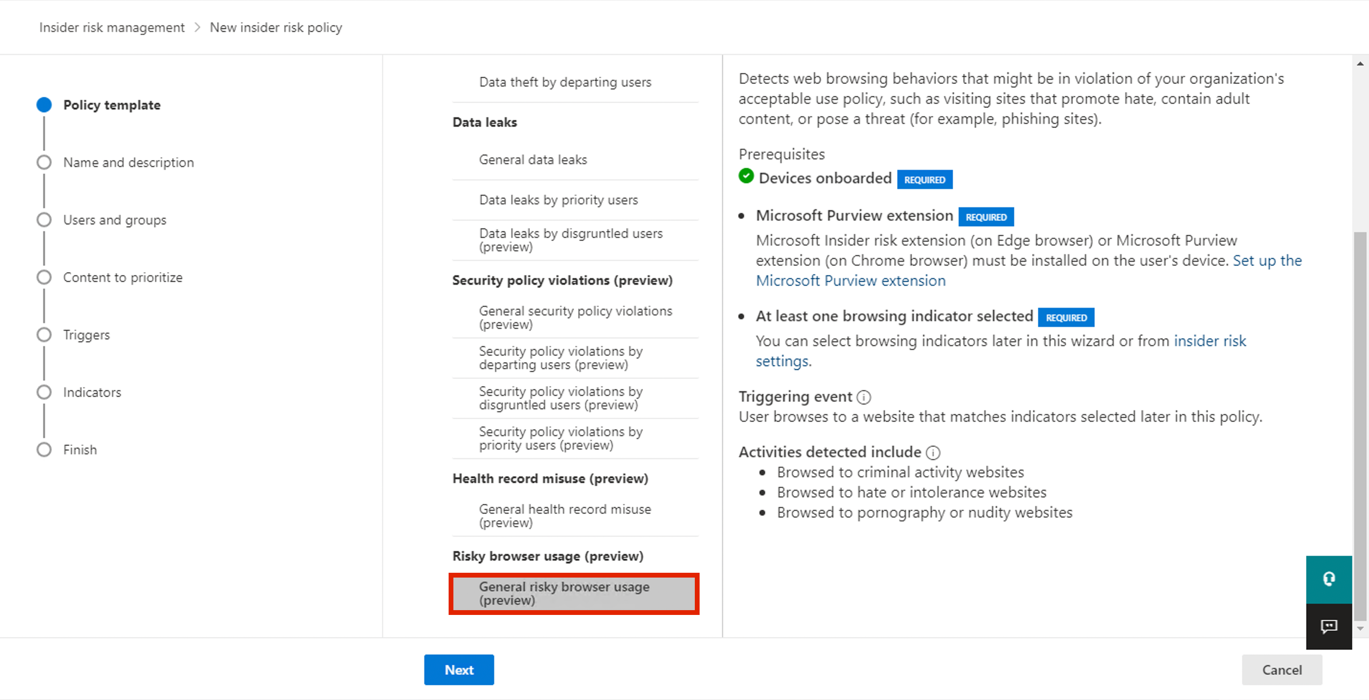 Insider risk management > New insider risk policy
Policy template
Name and description
Users and groups
Content to prioritize
Triggers
Indicators
Finish
Data theft by departing users
Data leaks
General data leaks
Data leaks by priority users
Data leaks by disgruntled users
(preview)
Security policy violations (preview)
General security policy violations
(preview)
Security policy violations by
departing users (preview)
Security policy violations by
disgruntled users (preview)
Security policy violations by
priority users (preview)
Health record misuse (preview)
General health record misuse
(preview)
Risky browser usage (preview)
General risky browser usage
(preview)
Detects web browsing behaviors that might be in violation of your organization's
acceptable use policy, such as visiting sites that promote hate, contain adult
content, or pose a threat (for example, phishing sites).
Prerequisites
Devices onboarded REQUIRED
• Microsoft Purview extension REQUIRED
Microsoft Insider risk extension (on Edge browser) or Microsoft Purview
extension (on Chrome browser) must be installed on the user's device. Set up the
Microsoft Purview extension
• At least one browsing indicator selected REQUIRED
You can select browsing indicators later in this wizard or from insider risk
settings.
Triggering event
User browses to a website that matches indicators selected later in this policy.
Activities detected include
• Browsed to criminal activity websites
• Browsed to hate or intolerance websites
• Browsed to pornography or nudity websites
Next
Cancel